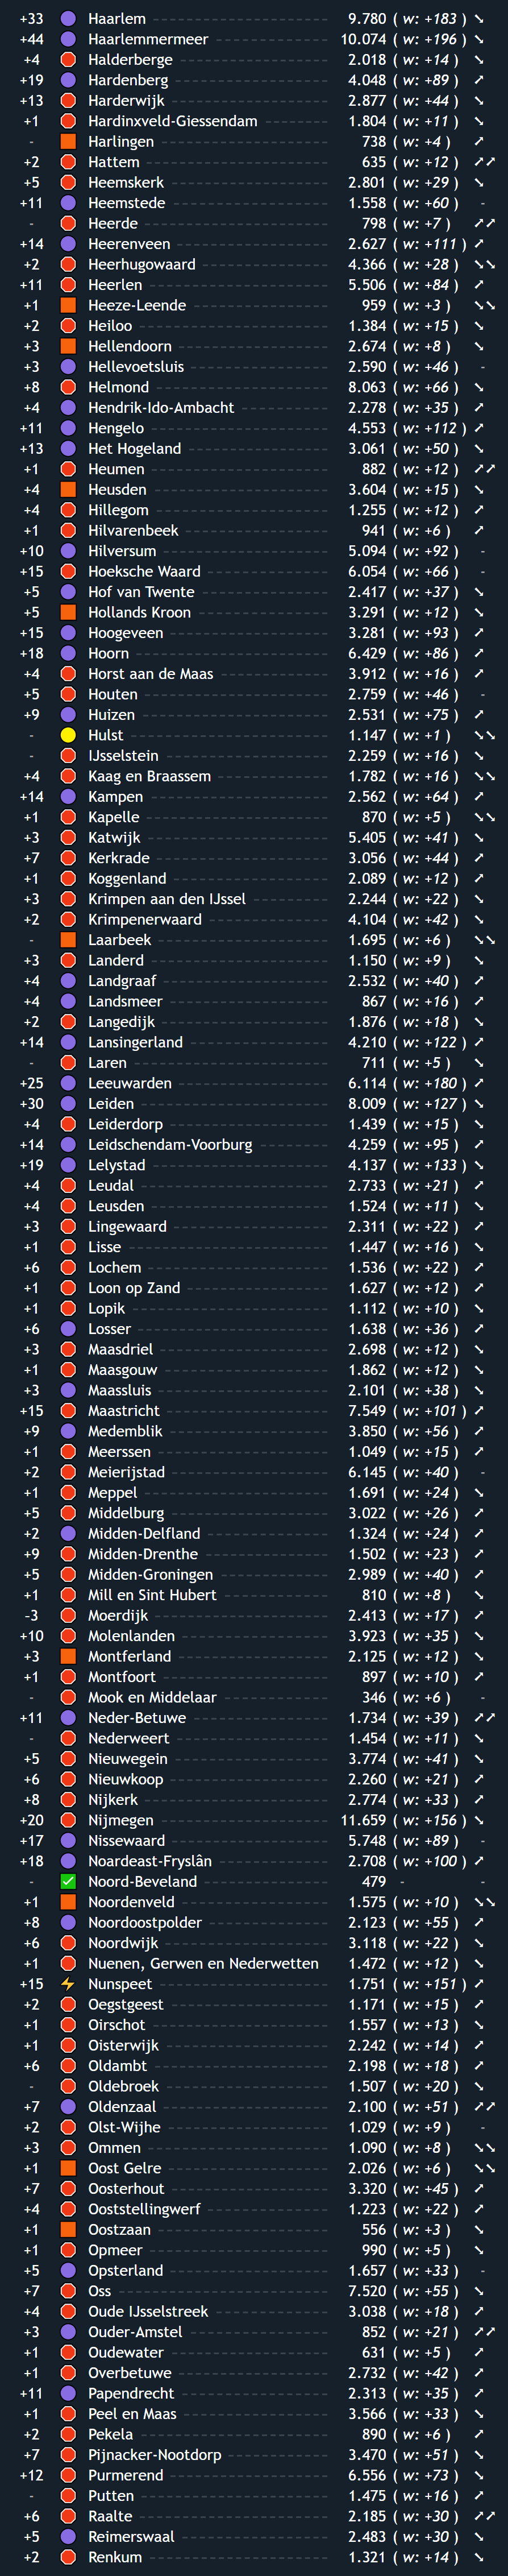 +33 Haarlem 9.780 ( w: +183 ) ➘
+44 Haarlemmermeer 10.074 ( w: +196 ) ➘
+4 Halderberge 2.018 ( w: +14 ) ➘
+19 Hardenberg 4.048 ( w: +89 ) ➚
+13 Harderwijk 2.877 ( w: +44 ) ➘
+1 Hardinxveld-Giessendam 1.804 ( w: +11 ) ➘
- Harlingen 738 ( w: +4 ) ➚
+2 Hattem 635 ( w: +12 ) ➚➚
+5 Heemskerk 2.801 ( w: +29 ) ➘
+11 Heemstede 1.558 ( w: +60 ) -
- Heerde 798 ( w: +7 ) ➚➚
+14 Heerenveen 2.627 ( w: +111 ) ➚
+2 Heerhugowaard 4.366 ( w: +28 ) ➘➘
+11 Heerlen 5.506 ( w: +84 ) ➚
+1 Heeze-Leende 959 ( w: +3 ) ➘➘
+2 Heiloo 1.384 ( w: +15 ) ➘
+3 Hellendoorn 2.674 ( w: +8 ) ➘
+3 Hellevoetsluis 2.590 ( w: +46 ) -
+8 Helmond 8.063 ( w: +66 ) ➘
+4 Hendrik-Ido-Ambacht 2.278 ( w: +35 ) ➚
+11 Hengelo 4.553 ( w: +112 ) ➚
+13 Het Hogeland 3.061 ( w: +50 ) ➘
+1 Heumen 882 ( w: +12 ) ➚➚
+4 Heusden 3.604 ( w: +15 ) ➘
+4 Hillegom 1.255 ( w: +12 ) ➚
+1 Hilvarenbeek 941 ( w: +6 ) ➚
+10 Hilversum 5.094 ( w: +92 ) -
+15 Hoeksche Waard 6.054 ( w: +66 ) -
+5 Hof van Twente 2.417 ( w: +37 ) ➘
+5 Hollands Kroon 3.291 ( w: +12 ) ➘
+15 Hoogeveen 3.281 ( w: +93 ) ➚
+18 Hoorn 6.429 ( w: +86 ) ➚
+4 Horst aan de Maas 3.912 ( w: +16 ) ➚
+5 Houten 2.759 ( w: +46 ) -
+9 Huizen 2.531 ( w: +75 ) ➚
- Hulst 1.147 ( w: +1 ) ➘➘
- IJsselstein 2.259 ( w: +16 ) ➘
+4 Kaag en Braassem 1.782 ( w: +16 ) ➘➘
+14 Kampen 2.562 ( w: +64 ) ➚
+1 Kapelle 870 ( w: +5 ) ➘➘
+3 Katwijk 5.405 ( w: +41 ) ➘
+7 Kerkrade 3.056 ( w: +44 ) ➚
+1 Koggenland 2.089 ( w: +12 ) ➚
+3 Krimpen aan den IJssel 2.244 ( w: +22 ) ➘
+2 Krimpenerwaard 4.104 ( w: +42 ) ➘
- Laarbeek 1.695 ( w: +6 ) ➘➘
+3 Landerd 1.150 ( w: +9 ) ➘
+4 Landgraaf 2.532 ( w: +40 ) ➚
+4 Landsmeer 867 ( w: +16 ) ➚
+2 Langedijk 1.876 ( w: +18 ) ➘
+14 Lansingerland 4.210 ( w: +122 ) ➚
- Laren 711 ( w: +5 ) ➘
+25 Leeuwarden 6.114 ( w: +180 ) ➚
+30 Leiden 8.009 ( w: +127 ) ➘
+4 Leiderdorp 1.439 ( w: +15 ) ➘
+14 Leidschendam-Voorburg 4.259 ( w: +95 ) ➚
+19 Lelystad 4.137 ( w: +133 ) ➘
+4 Leudal 2.733 ( w: +21 ) ➚
+4 Leusden 1.524 ( w: +11 ) ➘
+3 Lingewaard 2.311 ( w: +22 ) ➚
+1 Lisse 1.447 ( w: +16 ) ➘
+6 Lochem 1.536 ( w: +22 ) ➚
+1 Loon op Zand 1.627 ( w: +12 ) ➚
+1 Lopik 1.112 ( w: +10 ) ➘
+6 Losser 1.638 ( w: +36 ) ➚
+3 Maasdriel 2.698 ( w: +12 ) ➘
+1 Maasgouw 1.862 ( w: +12 ) ➘
+3 Maassluis 2.101 ( w: +38 ) ➘
+15 Maastricht 7.549 ( w: +101 ) ➚
+9 Medemblik 3.850 ( w: +56 ) ➚
+1 Meerssen 1.049 ( w: +15 ) ➚
+2 Meierijstad 6.145 ( w: +40 ) -
+1 Meppel 1.691 ( w: +24 ) ➘
+5 Middelburg 3.022 ( w: +26 ) ➚
+2 Midden-Delfland 1.324 ( w: +24 ) ➚
+9 Midden-Drenthe 1.502 ( w: +23 ) ➚
+5 Midden-Groningen 2.989 ( w: +40 ) ➚
+1 Mill en Sint Hubert 810 ( w: +8 ) ➘
-3 Moerdijk 2.413 ( w: +17 ) ➚
+10 Molenlanden 3.923 ( w: +35 ) ➘
+3 Montferland 2.125 ( w: +12 ) ➘
+1 Montfoort 897 ( w: +10 ) ➚
- Mook en Middelaar 346 ( w: +6 ) -
+11 Neder-Betuwe 1.734 ( w: +39 ) ➚➚
- Nederweert 1.454 ( w: +11 ) ➘
+5 Nieuwegein 3.774 ( w: +41 ) ➘
+6 Nieuwkoop 2.260 ( w: +21 ) ➚
+8 Nijkerk 2.774 ( w: +33 ) ➚
+20 Nijmegen 11.659 ( w: +156 ) ➘
+17 Nissewaard 5.748 ( w: +89 ) -
+18 Noardeast-Fryslân 2.708 ( w: +100 ) ➚
- Noord-Beveland 479 - -
+1 Noordenveld 1.575 ( w: +10 ) ➘➘
+8 Noordoostpolder 2.123 ( w: +55 ) ➚
+6 Noordwijk 3.118 ( w: +22 ) ➘
+1 Nuenen, Gerwen en Nederwetten 1.472 ( w: +12 ) ➘
+15 Nunspeet 1.751 ( w: +151 ) ➚
+2 Oegstgeest 1.171 ( w: +15 ) ➚
+1 Oirschot 1.557 ( w: +13 ) ➘
+1 Oisterwijk 2.242 ( w: +14 ) ➚
+6 Oldambt 2.198 ( w: +18 ) ➚
- Oldebroek 1.507 ( w: +20 ) ➘
+7 Oldenzaal 2.100 ( w: +51 ) ➚➚
+2 Olst-Wijhe 1.029 ( w: +9 ) -
+3 Ommen 1.090 ( w: +8 ) ➘➘
+1 Oost Gelre 2.026 ( w: +6 ) ➘➘
+7 Oosterhout 3.320 ( w: +45 ) ➚
+4 Ooststellingwerf 1.223 ( w: +22 ) ➚
+1 Oostzaan 556 ( w: +3 ) ➘
+1 Opmeer 990 ( w: +5 ) ➘
+5 Opsterland 1.657 ( w: +33 ) -
+7 Oss 7.520 ( w: +55 ) ➘
+4 Oude IJsselstreek 3.038 ( w: +18 ) ➚
+3 Ouder-Amstel 852 ( w: +21 ) ➚➚
+1 Oudewater 631 ( w: +5 ) ➚
+1 Overbetuwe 2.732 ( w: +42 ) ➚
+11 Papendrecht 2.313 ( w: +35 ) ➚
+1 Peel en Maas 3.566 ( w: +33 ) ➘
+2 Pekela 890 ( w: +6 ) ➚
+7 Pijnacker-Nootdorp 3.470 ( w: +51 ) ➘
+12 Purmerend 6.556 ( w: +73 ) ➘
- Putten 1.475 ( w: +16 ) ➚
+6 Raalte 2.185 ( w: +30 ) ➚➚
+5 Reimerswaal 2.483 ( w: +30 ) ➘
+2 Renkum 1.321 ( w: +14 ) ➘